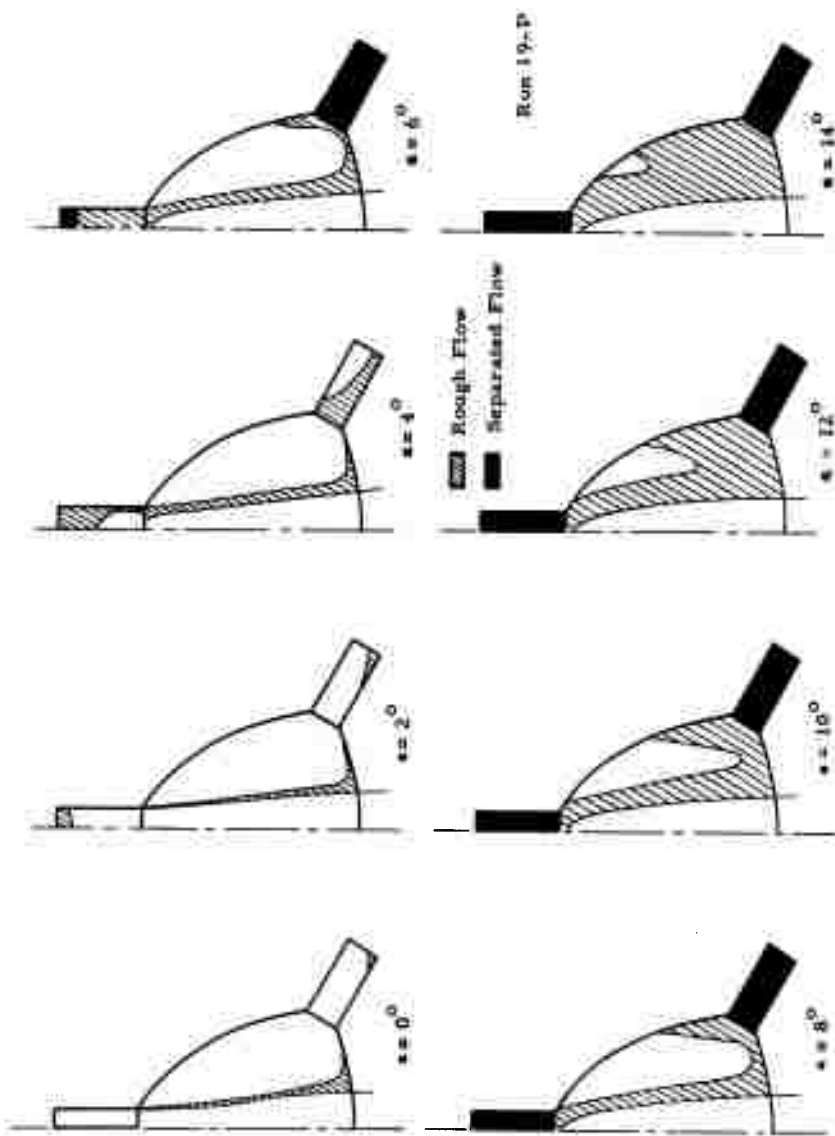 α = 0°
α = 2°
α = 4°
α = 6°
Rough Flow
Separated Flow
Run 19-P
α = 8°
α = 10°
α = 12°
α = 14°